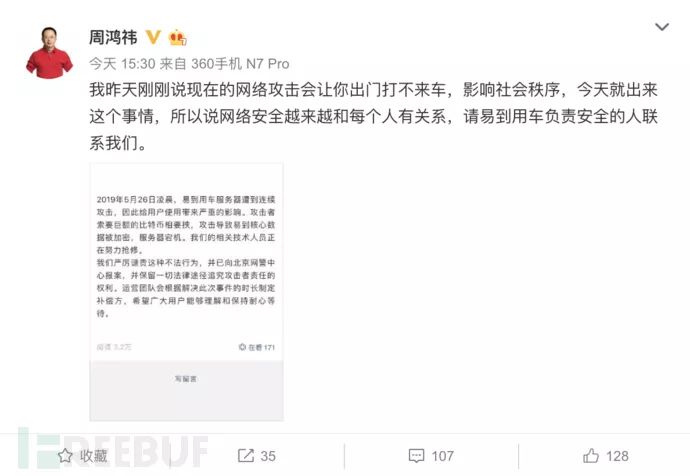 周鸿祎
今天 15:30 来自 360手机 N7 Pro
我昨天刚刚说现在的网络攻击会让你出门打不来车，影响社会秩序，今天就出来
这个事情，所以说网络安全越来越和每个人有关系，请易到用车负责安全的人联
系我们。
2019年5月26日凌晨，易到用车服务器遭到连续
攻击，因此给用户使用带来严重的影响。攻击者
索要巨额的比特币相要挟，攻击导致易到核心数
据被加密，服务器宕机。我们的相关技术人员正
在努力抢修。
我们严厉谴责这种不法行为，并已向北京网警中
心报案，并保留一切法律途径追究攻击者责任的
权利。运营团队会根据解决此次事件的时长制定
补偿方，希望广大用户能够理解和保持耐心等
待。
阅读 3.2万
在看 171
写留言
收藏
35
107
128
FREEBUF